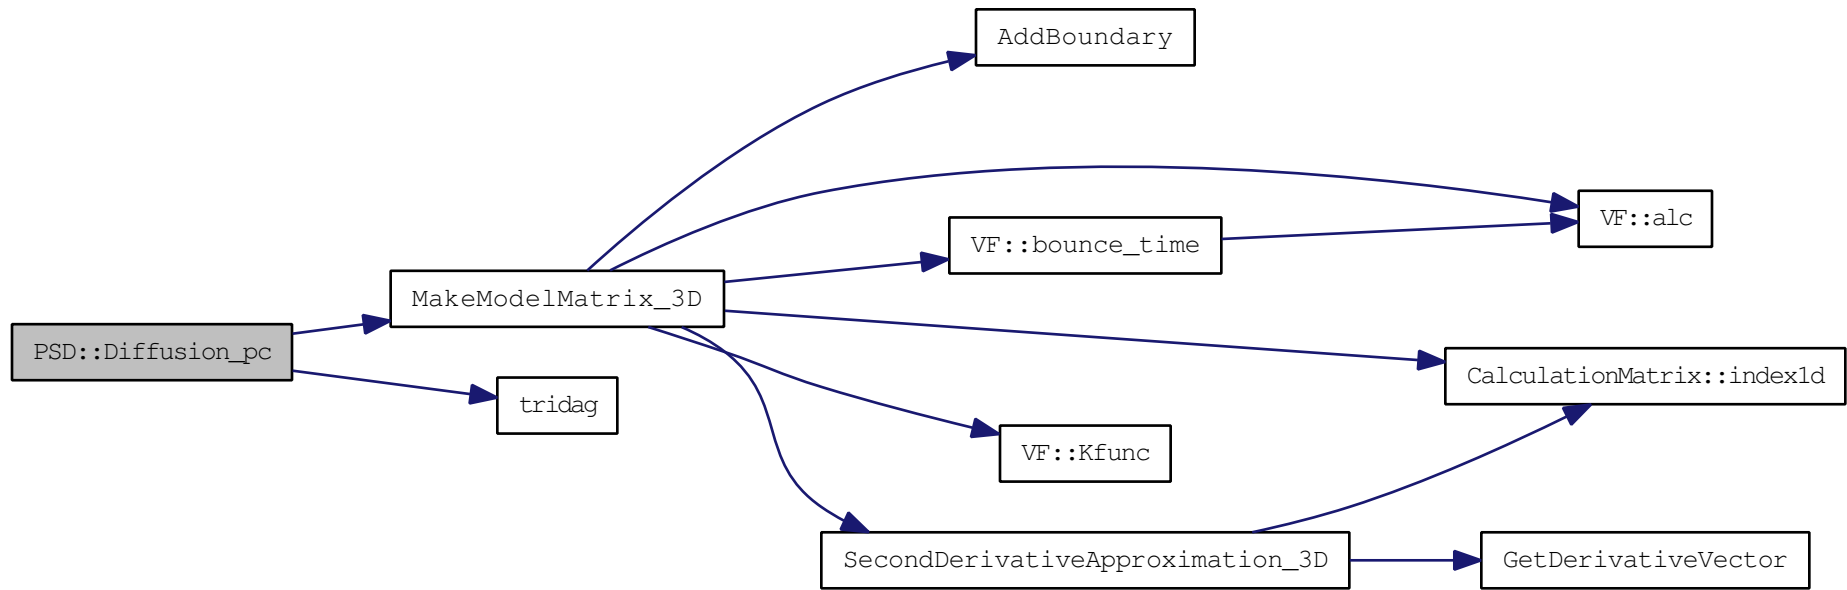 AddBoundary
VF::alc
VF::bounce_time
MakeModelMatrix_3D
PSD::Diffusion_pc
CalculationMatrix::index1d
tridag
VF::Kfunc
SecondDerivativeApproximation_3D
GetDerivativeVector